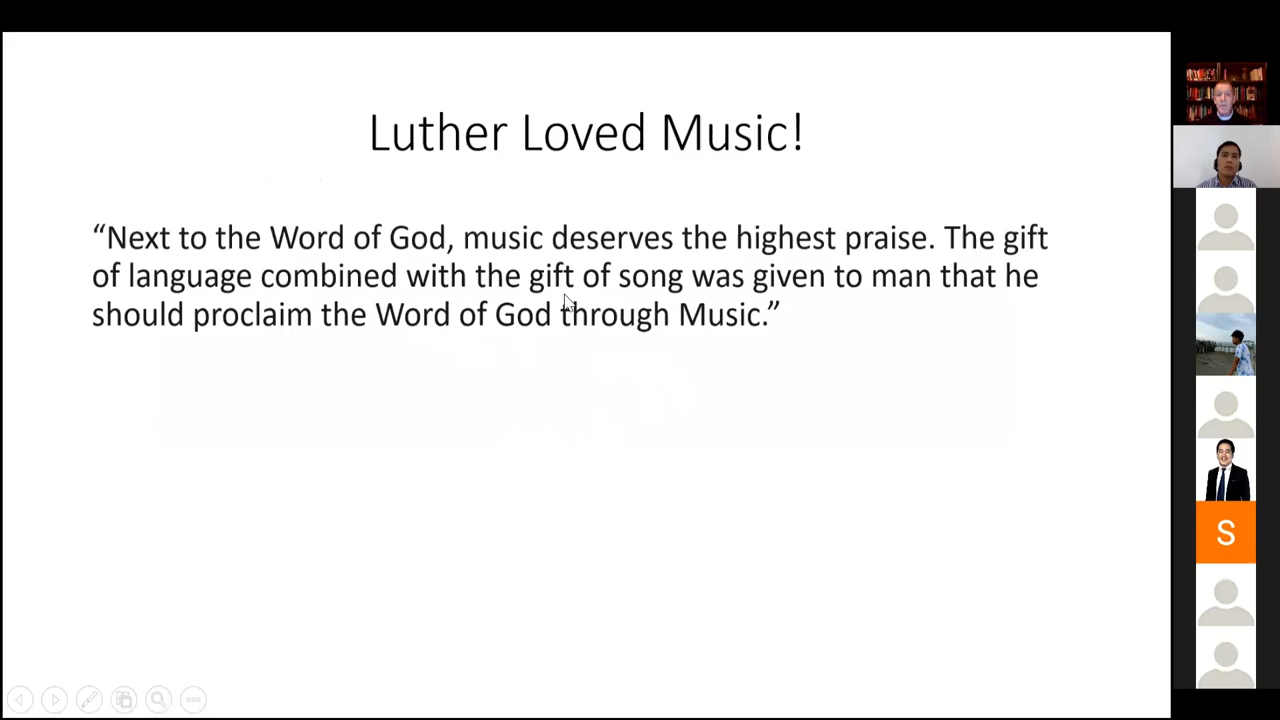 Luther Loved Music!
“Next to the Word of God, music deserves the highest praise. The gift
of language combined with the gift of song was given to man that he
should proclaim the Word of God through Music.”
S